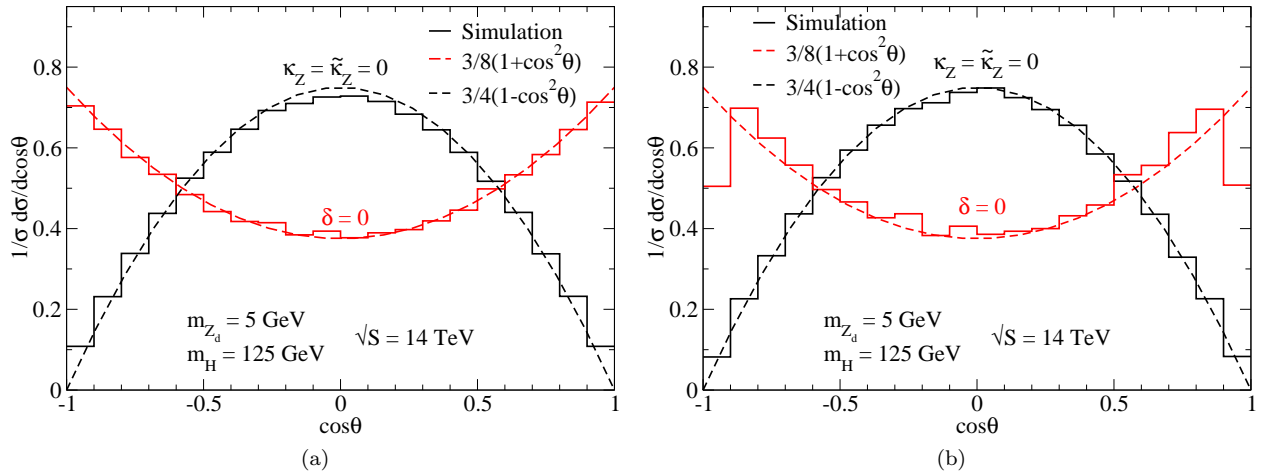 Simulation
3/8(1+cos²θ)
3/4(1-cos²θ)
κ_Z = κ̃_Z = 0
δ = 0
m_{Z_d} = 5 GeV
m_H = 125 GeV
√S = 14 TeV
1/σ dσ/dcosθ
0.8
0.6
0.4
0.2
0
-1
-0.5
0
0.5
1
cosθ
(a)
Simulation
3/8(1+cos²θ)
3/4(1-cos²θ)
κ_Z = κ̃_Z = 0
δ = 0
m_{Z_d} = 5 GeV
m_H = 125 GeV
√S = 14 TeV
1/σ dσ/dcosθ
0.8
0.6
0.4
0.2
0
-1
-0.5
0
0.5
1
cosθ
(b)